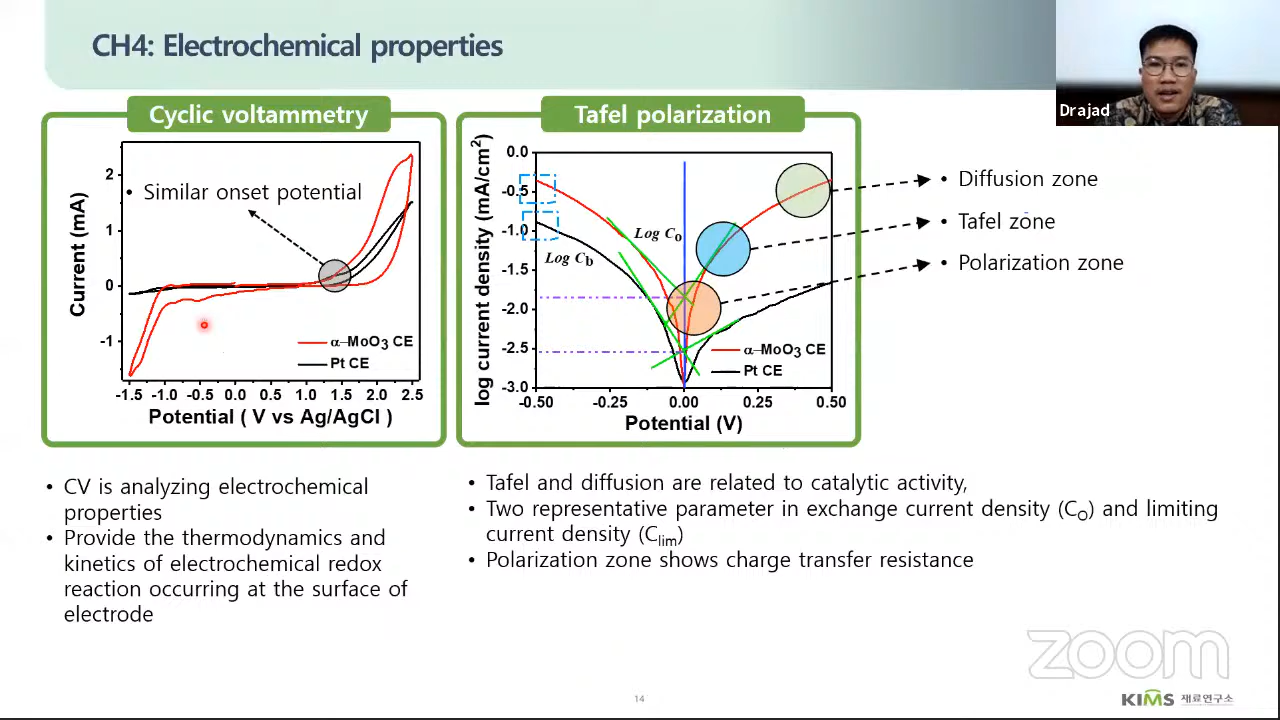 CH4: Electrochemical properties
Drajad
Cyclic voltammetry
• Similar onset potential
Current (mA)
2
1
0
-1
α–MoO3 CE
Pt CE
-1.5 -1.0 -0.5 0.0 0.5 1.0 1.5 2.0 2.5
Potential ( V vs Ag/AgCl )
Tafel polarization
log current density (mA/cm2)
0.0
-0.5
-1.0
-1.5
-2.0
-2.5
-3.0
Log Co
Log Cb
α–MoO3 CE
Pt CE
-0.50 -0.25 0.00 0.25 0.50
Potential (V)
• Diffusion zone
• Tafel zone
• Polarization zone
• CV is analyzing electrochemical
properties
• Provide the thermodynamics and
kinetics of electrochemical redox
reaction occurring at the surface of
electrode
• Tafel and diffusion are related to catalytic activity,
• Two representative parameter in exchange current density (CO) and limiting
current density (Clim)
• Polarization zone shows charge transfer resistance
zoom
14
KIMS 재료연구소